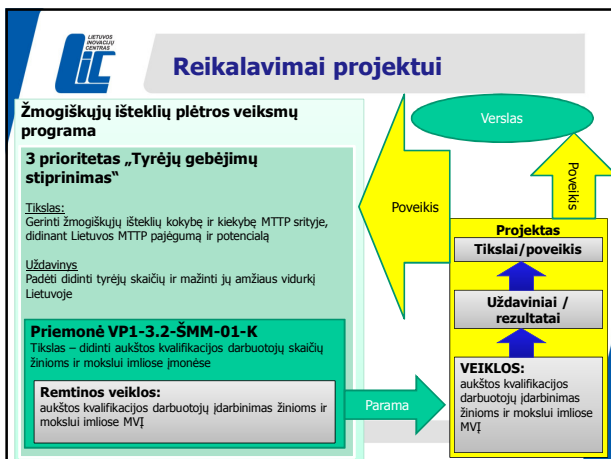 LIETUVOS
INOVACIJŲ
CENTRAS
LIC
Reikalavimai projektui
Žmogiškųjų išteklių plėtros veiksmų
programa
3 prioritetas „Tyrėjų gebėjimų
stiprinimas“
Tikslas:
Gerinti žmogiškųjų išteklių kokybę ir kiekybę MTTP srityje,
didinant Lietuvos MTTP pajėgumą ir potencialą
Uždavinys
Padėti didinti tyrėjų skaičių ir mažinti jų amžiaus vidurkį
Lietuvoje
Priemonė VP1-3.2-ŠMM-01-K
Tikslas – didinti aukštos kvalifikacijos darbuotojų skaičių
žinioms ir mokslui imliose įmonėse
Remtinos veiklos:
aukštos kvalifikacijos darbuotojų įdarbinimas žinioms ir
mokslui imliose MVĮ
Parama
Poveikis
Verslas
Poveikis
Projektas
Tikslai/poveikis
Uždaviniai /
rezultatai
VEIKLOS:
aukštos kvalifikacijos
darbuotojų įdarbinimas
žinioms ir mokslui imliose
MVĮ